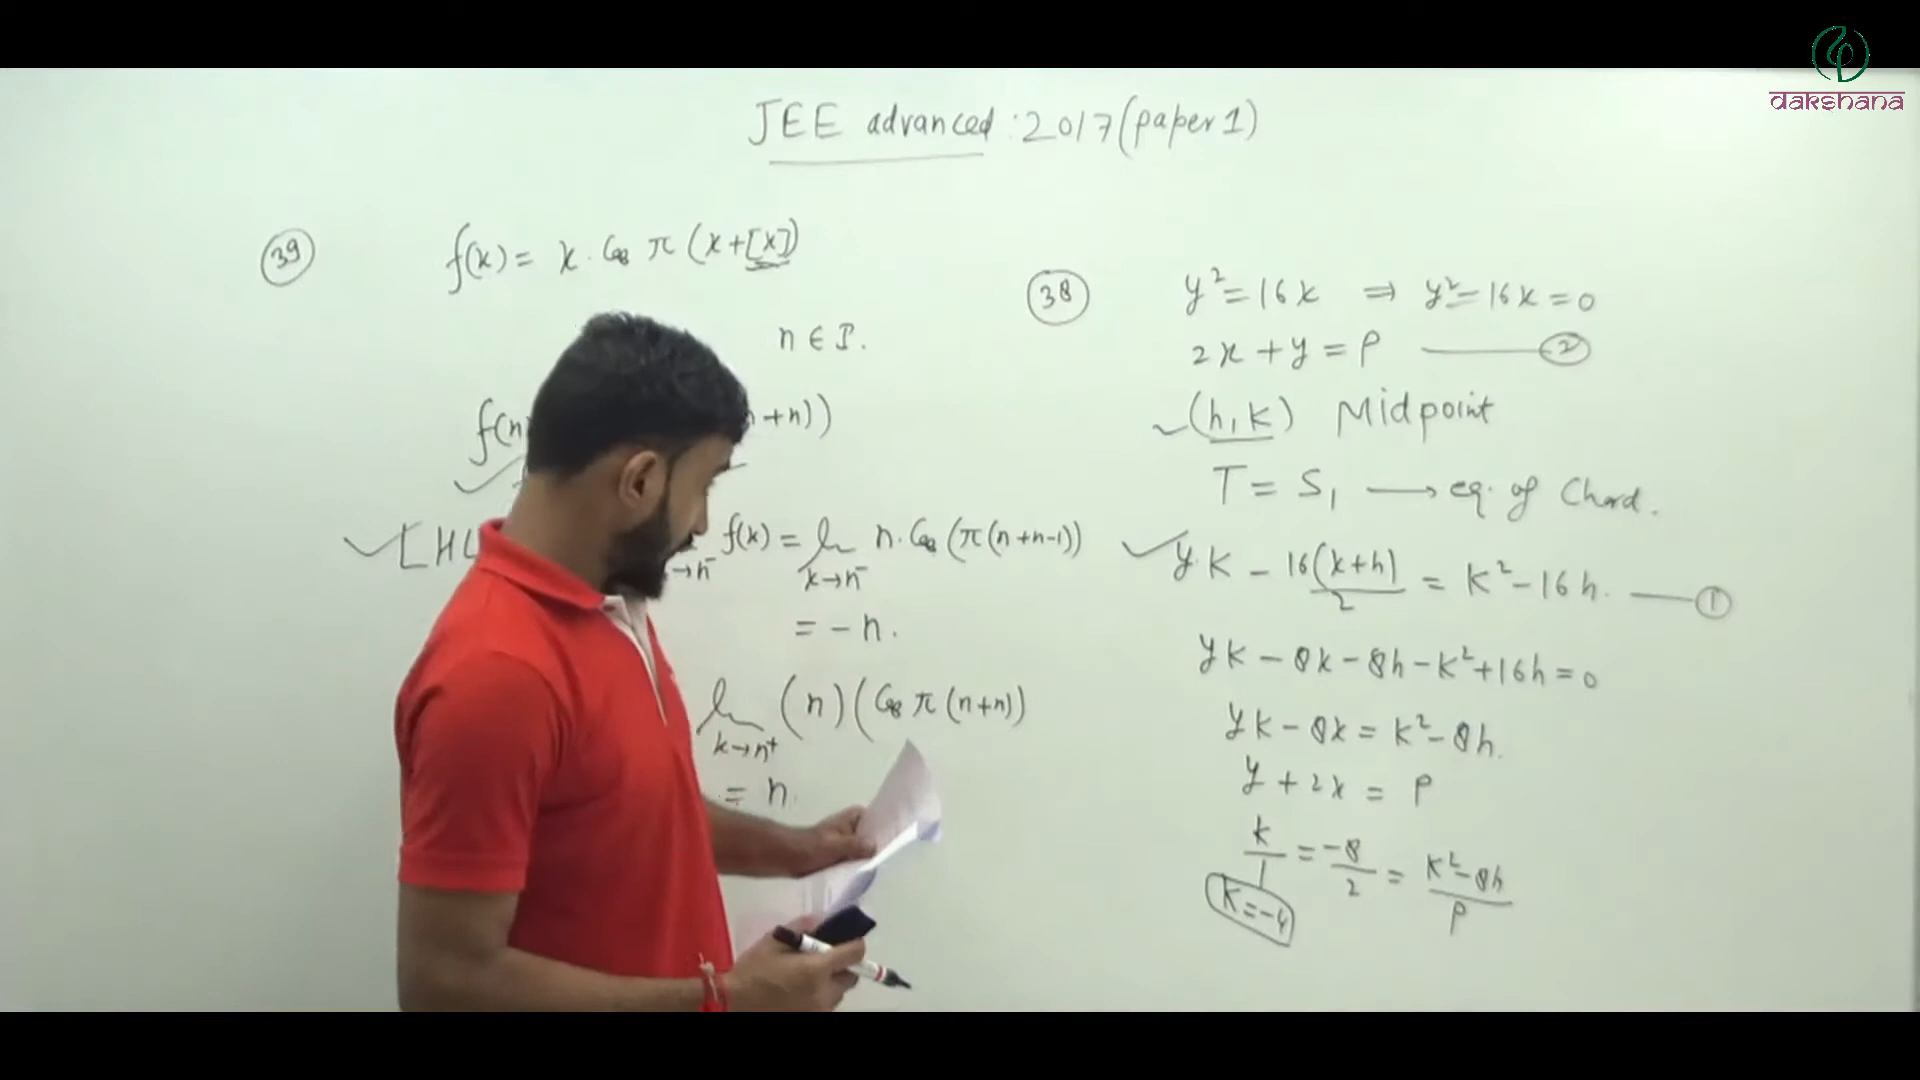 dakshana
JEE advanced : 2017 (paper 1)
39
f(x) = x . Cos π (x+[x])
n ∈ I.
f(n + n))
[HL f(x) = lim n. Cos (π(n+n-1))
x→n⁻ x→n⁻
= - n.
lim (n) (Cos π (n+n))
x→n⁺
= n.
38
y² = 16x ⇒ y² - 16x = 0
2x + y = P ② 
(h, k) Midpoint
T = S₁ → eq. of Chord.
y.k - 16(x+h)/2 = k² - 16h. ①
yk - 8x - 8h - k² + 16h = 0
yk - 8x = k² - 8h.
y + 2x = P
k/1 = -8/2 = k² - 8h/P
k = -4